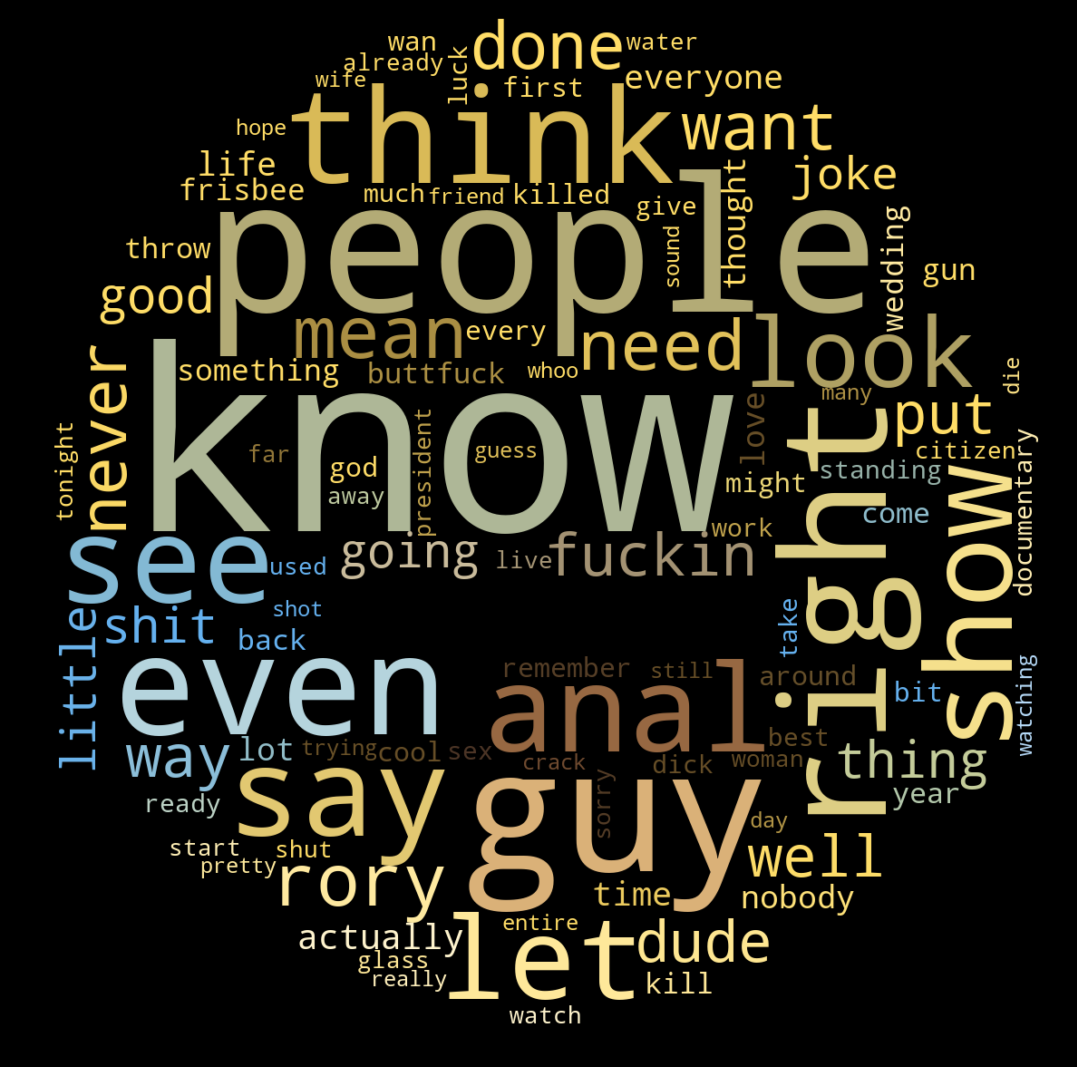 wan
done
water
already
luck
wife
first
everyone
think
want
hope
life
joke
frisbee
much
friend
killed
give
thought
people
throw
sound
wedding
gun
good
mean
every
need
look
never
something
buttfuck
whoo
many
die
know
love
put
tonight
far
god
president
guess
citizen
away
might
standing
documentary
right
show
work
come
see
used
going
live
fuckin
little
shit
shot
back
take
even
remember
still
around
bit
watching
anal
way
lot
trying
cool
sex
crack
dick
woman
best
thing
say
ready
guy
sorry
year
day
start
shut
pretty
rory
well
time
nobody
actually
entire
let
dude
glass
really
kill
watch